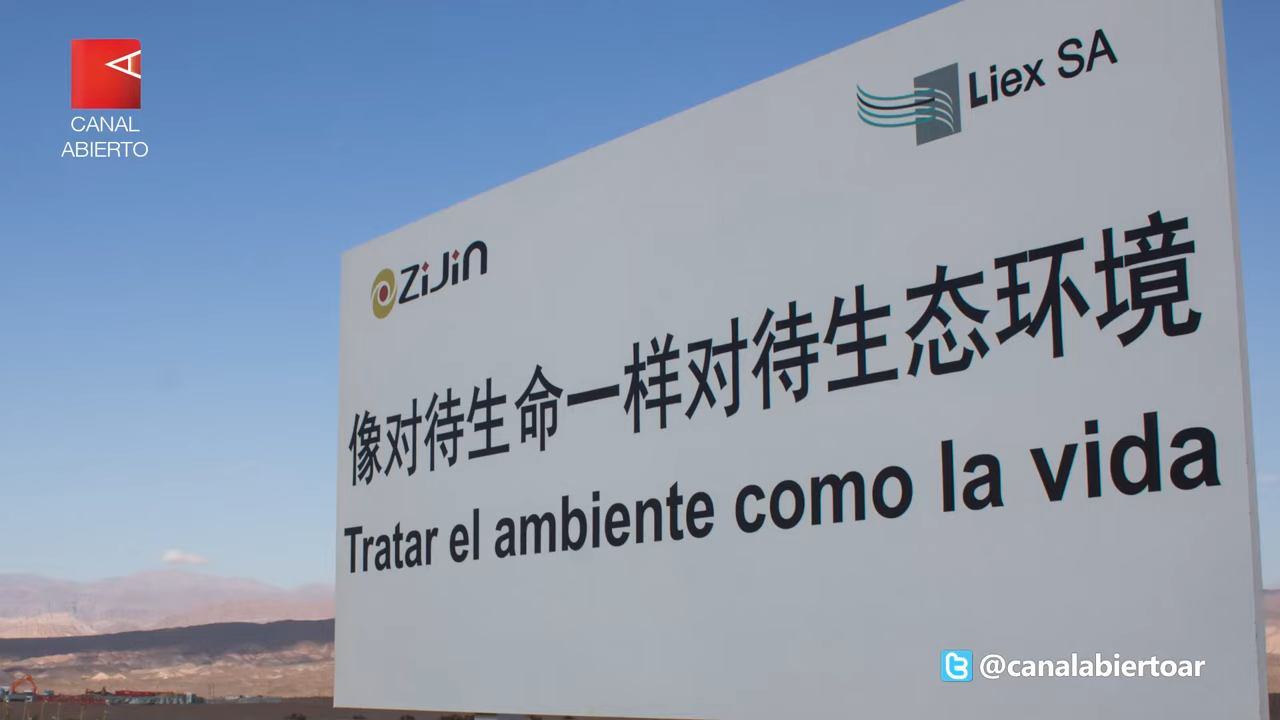 CANAL
ABIERTO
Liex SA
ZiJin
像对待生命一样对待生态环境
Tratar el ambiente como la vida
@canalabiertoar